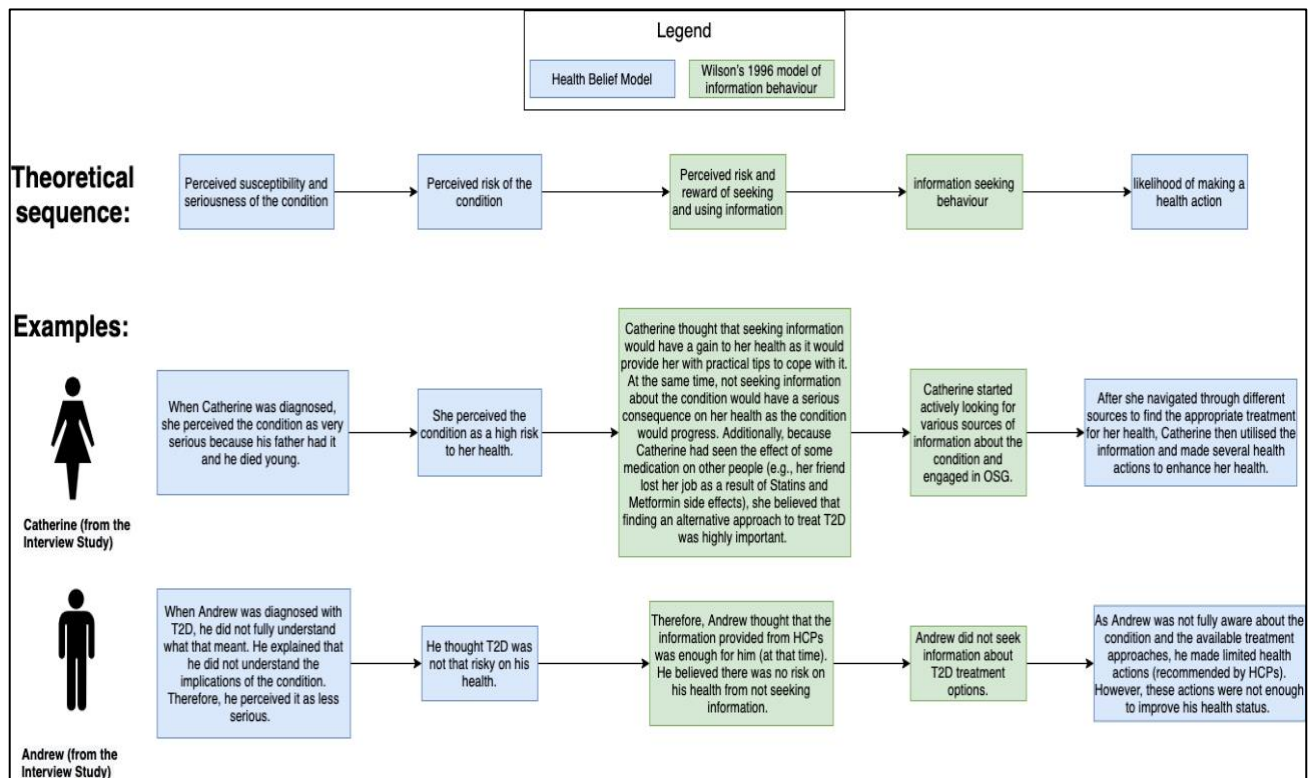 Legend
Health Belief Model
Wilson's 1996 model of
information behaviour
Theoretical
sequence:
Perceived susceptibility and
seriousness of the condition
Perceived risk of the
condition
Perceived risk and
reward of seeking
and using information
information seeking
behaviour
likelihood of making a
health action
Examples:
Catherine (from the
Interview Study)
When Catherine was diagnosed,
she perceived the condition as very
serious because his father had it
and he died young.
She perceived the
condition as a high risk
to her health.
Catherine thought that seeking information
would have a gain to her health as it would
provide her with practical tips to cope with it.
At the same time, not seeking information
about the condition would have a serious
consequence on her health as the condition
would progress. Additionally, because
Catherine had seen the effect of some
medication on other people (e.g., her friend
lost her job as a result of Statins and
Metformin side effects), she believed that
finding an alternative approach to treat T2D
was highly important.
Catherine started
actively looking for
various sources of
information about the
condition and
engaged in OSG.
After she navigated through different
sources to find the appropriate treatment
for her health, Catherine then utilised the
information and made several health
actions to enhance her health.
Andrew (from the
Interview Study)
When Andrew was diagnosed with
T2D, he did not fully understand
what that meant. He explained that
he did not understand the
implications of the condition.
Therefore, he perceived it as less
serious.
He thought T2D was
not that risky on his
health.
Therefore, Andrew thought that the
information provided from HCPs
was enough for him (at that time).
He believed there was no risk on
his health from not seeking
information.
Andrew did not seek
information about
T2D treatment
options.
As Andrew was not fully aware about the
condition and the available treatment
approaches, he made limited health
actions (recommended by HCPs).
However, these actions were not enough
to improve his health status.